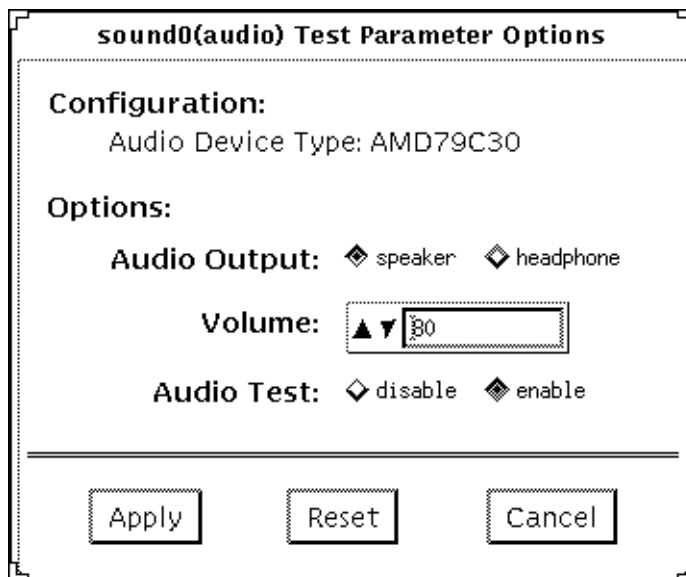 sound0(audio) Test Parameter Options
Configuration:
Audio Device Type: AMD79C30
Options:
Audio Output: speaker headphone
Volume: 80
Audio Test: disable enable
Apply Reset Cancel